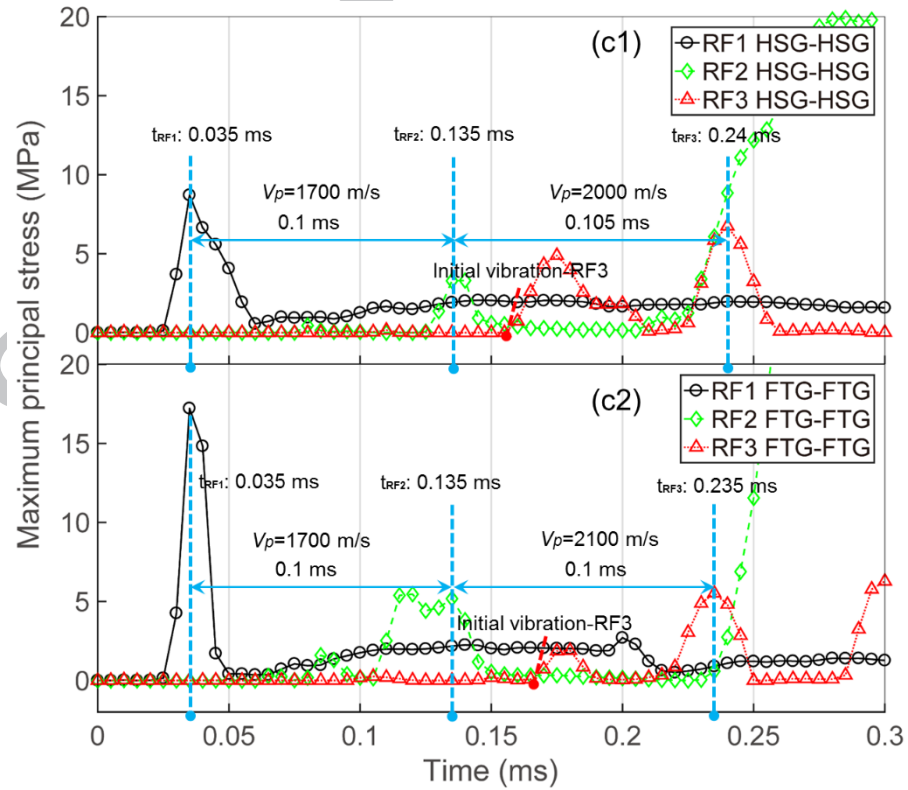 20
(c1)
RF1 HSG-HSG
RF2 HSG-HSG
RF3 HSG-HSG
15
tRF1: 0.035 ms
tRF2: 0.135 ms
tRF3: 0.24 ms
10
Vp=1700 m/s
0.1 ms
Vp=2000 m/s
0.105 ms
5
Initial vibration-RF3
0
Maximum principal stress (MPa)
20
(c2)
RF1 FTG-FTG
RF2 FTG-FTG
RF3 FTG-FTG
15
tRF1: 0.035 ms
tRF2: 0.135 ms
tRF3: 0.235 ms
10
Vp=1700 m/s
0.1 ms
Vp=2100 m/s
0.1 ms
5
Initial vibration-RF3
0
0 0.05 0.1 0.15 0.2 0.25 0.3
Time (ms)